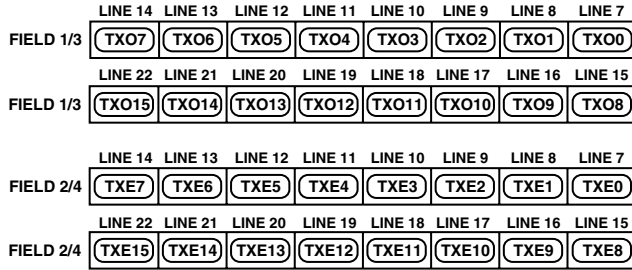 LINE 14 LINE 13 LINE 12 LINE 11 LINE 10 LINE 9 LINE 8 LINE 7
FIELD 1/3 TXO7 TXO6 TXO5 TXO4 TXO3 TXO2 TXO1 TXO0
LINE 22 LINE 21 LINE 20 LINE 19 LINE 18 LINE 17 LINE 16 LINE 15
FIELD 1/3 TXO15 TXO14 TXO13 TXO12 TXO11 TXO10 TXO9 TXO8
LINE 14 LINE 13 LINE 12 LINE 11 LINE 10 LINE 9 LINE 8 LINE 7
FIELD 2/4 TXE7 TXE6 TXE5 TXE4 TXE3 TXE2 TXE1 TXE0
LINE 22 LINE 21 LINE 20 LINE 19 LINE 18 LINE 17 LINE 16 LINE 15
FIELD 2/4 TXE15 TXE14 TXE13 TXE12 TXE11 TXE10 TXE9 TXE8